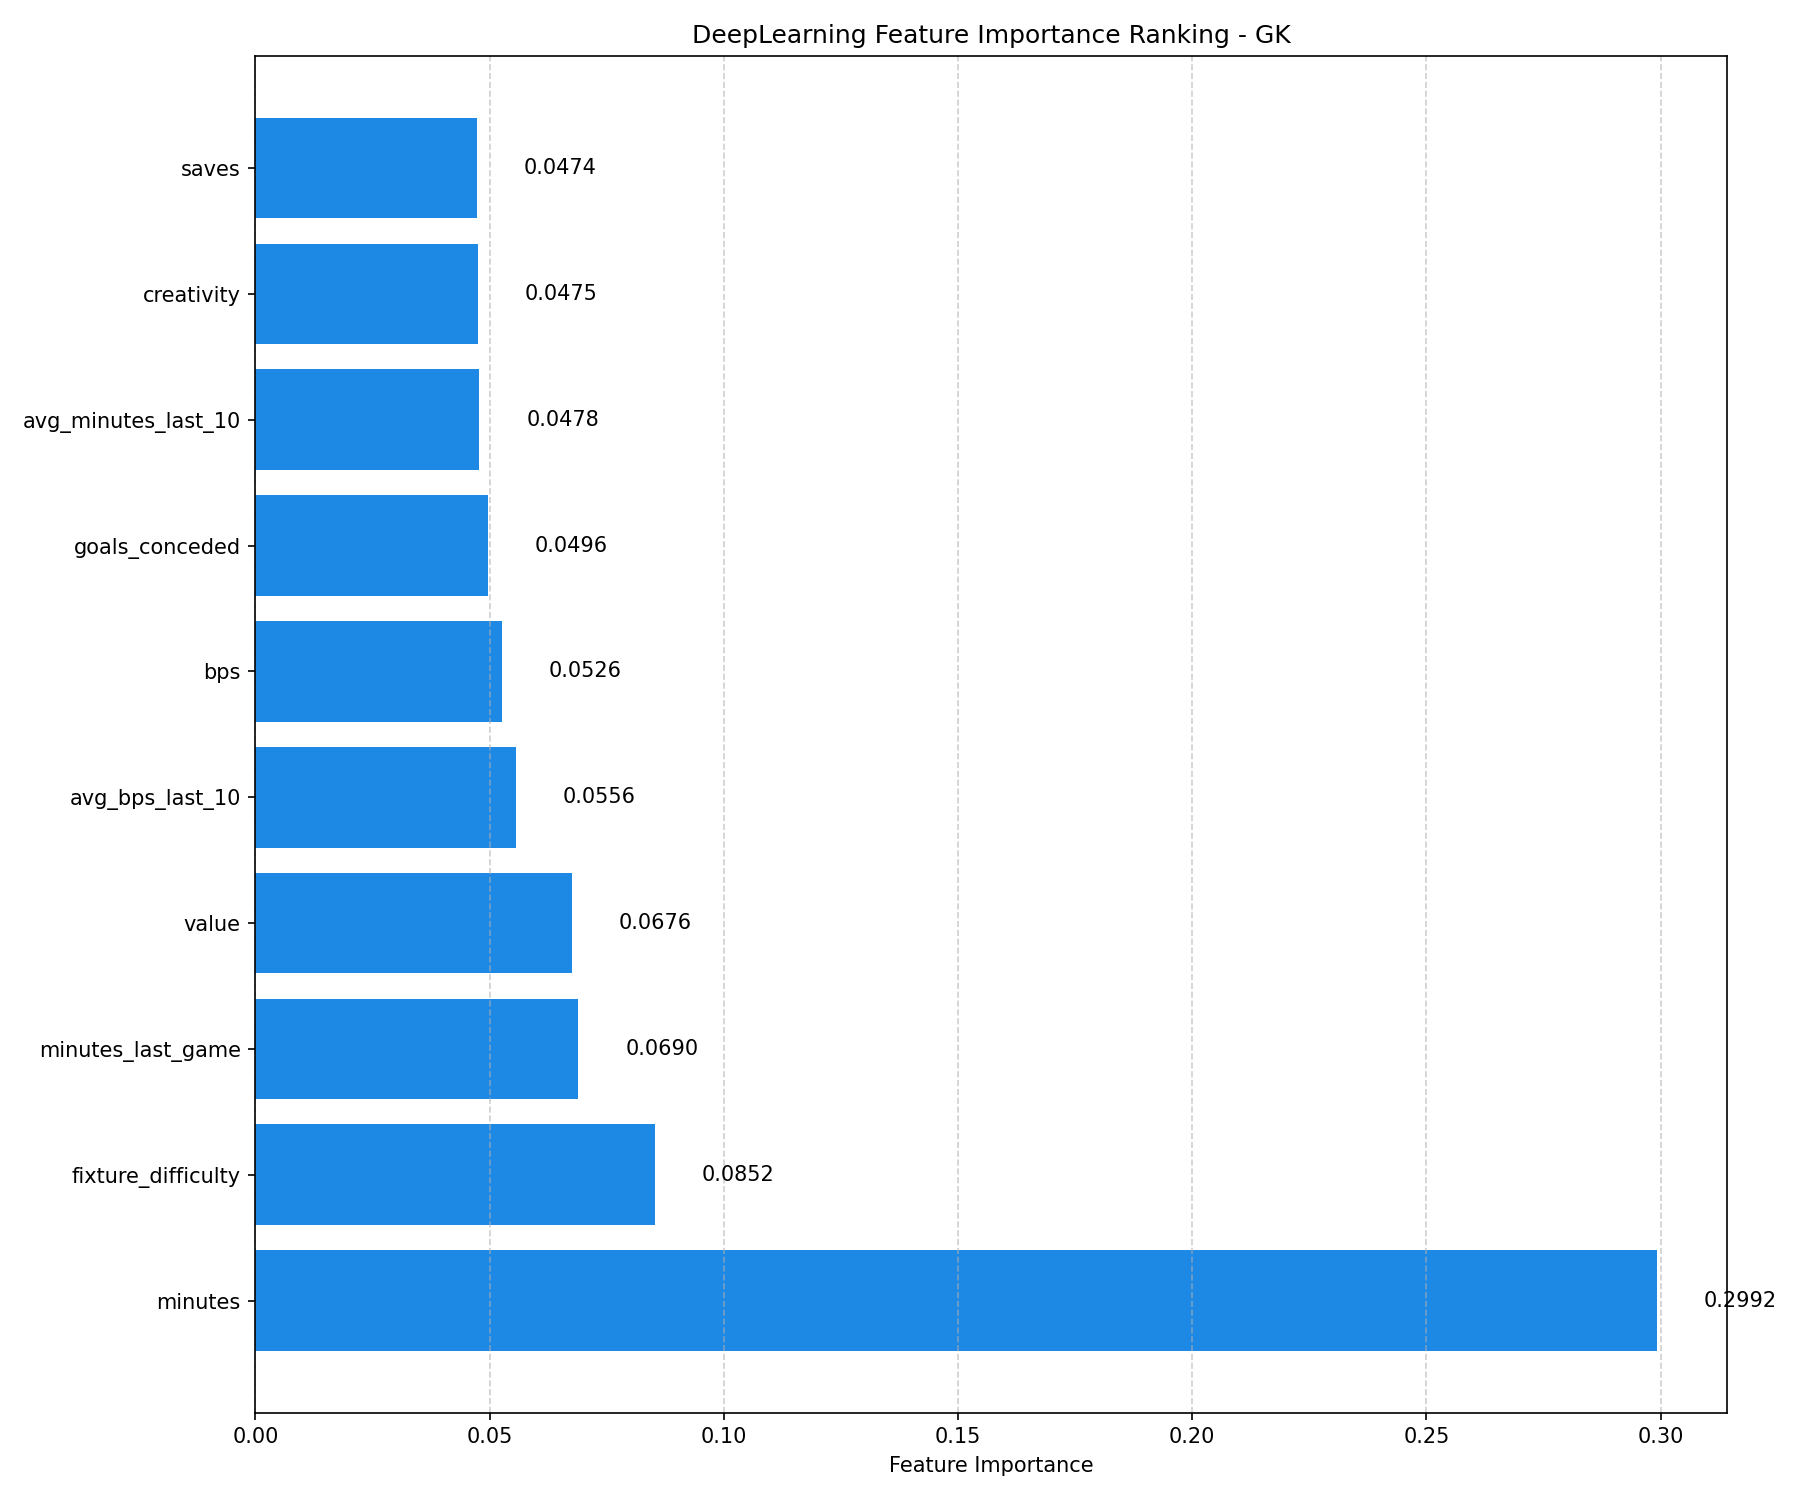 DeepLearning Feature Importance Ranking - GK
saves 0.0474
creativity 0.0475
avg_minutes_last_10 0.0478
goals_conceded 0.0496
bps 0.0526
avg_bps_last_10 0.0556
value 0.0676
minutes_last_game 0.0690
fixture_difficulty 0.0852
minutes 0.2992
0.00 0.05 0.10 0.15 0.20 0.25 0.30
Feature Importance